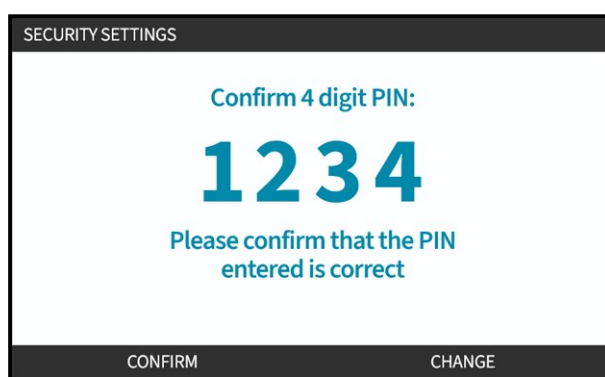 SECURITY SETTINGS
Confirm 4 digit PIN:
1234
Please confirm that the PIN
entered is correct
CONFIRM CHANGE